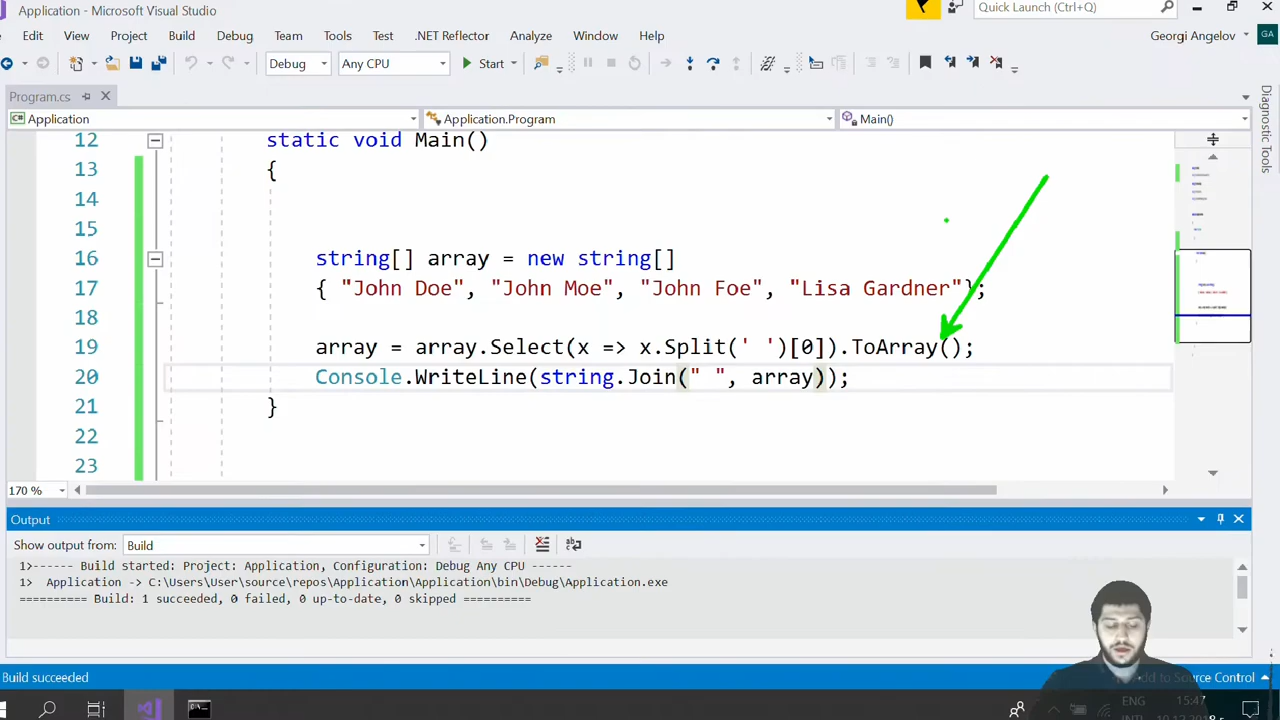 Application - Microsoft Visual Studio
Quick Launch (Ctrl+Q)
Edit View Project Build Debug Team Tools Test .NET Reflector Analyze Window Help
Georgi Angelov GA
Debug Any CPU Start
Program.cs
Application Application.Program Main()
Diagnostic Tools
12 static void Main()
13 {
14
15
16 string[] array = new string[]
17 { "John Doe", "John Moe", "John Foe", "Lisa Gardner"};
18
19 array = array.Select(x => x.Split(' ')[0]).ToArray();
20 Console.WriteLine(string.Join(" ", array));
21 }
22
23
170 %
Output
Show output from: Build
1>------ Build started: Project: Application, Configuration: Debug Any CPU ------
1> Application -> C:\Users\User\source\repos\Application\Application\bin\Debug\Application.exe
========== Build: 1 succeeded, 0 failed, 0 up-to-date, 0 skipped ==========
Build succeeded
to Source Control
ENG 15:47
INTL